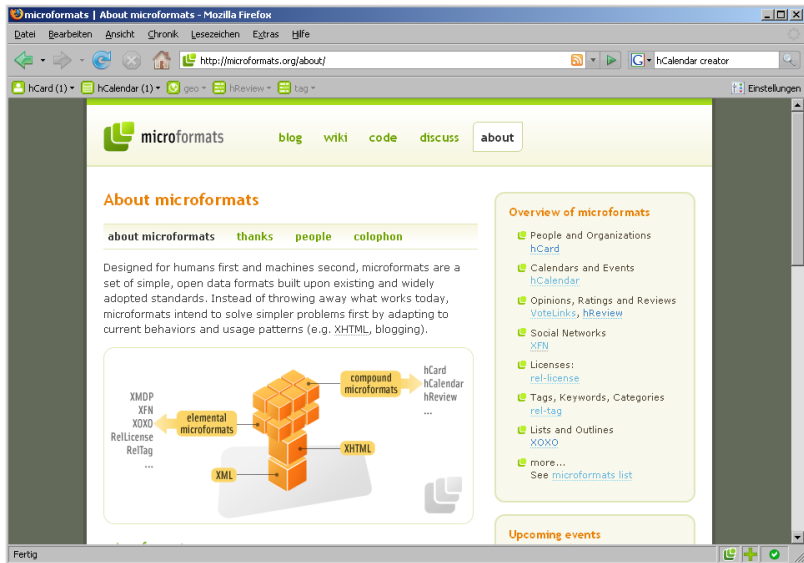 microformats | About microformats - Mozilla Firefox
Datei Bearbeiten Ansicht Chronik Lesezeichen Extras Hilfe
http://microformats.org/about/
G hCalendar creator
hCard (1) hCalendar (1) geo hReview tag Einstellungen
microformats blog wiki code discuss about
About microformats
about microformats thanks people colophon
Designed for humans first and machines second, microformats are a
set of simple, open data formats built upon existing and widely
adopted standards. Instead of throwing away what works today,
microformats intend to solve simpler problems first by adapting to
current behaviors and usage patterns (e.g. XHTML, blogging).
XMDP
XFN
XOXO
RelLicense
RelTag
...
elemental
microformats
compound
microformats
hCard
hCalendar
hReview
...
XHTML
XML
Overview of microformats
People and Organizations
hCard
Calendars and Events
hCalendar
Opinions, Ratings and Reviews
VoteLinks, hReview
Social Networks
XFN
Licenses:
rel-license
Tags, Keywords, Categories
rel-tag
Lists and Outlines
XOXO
more...
See microformats list
Upcoming events
Fertig